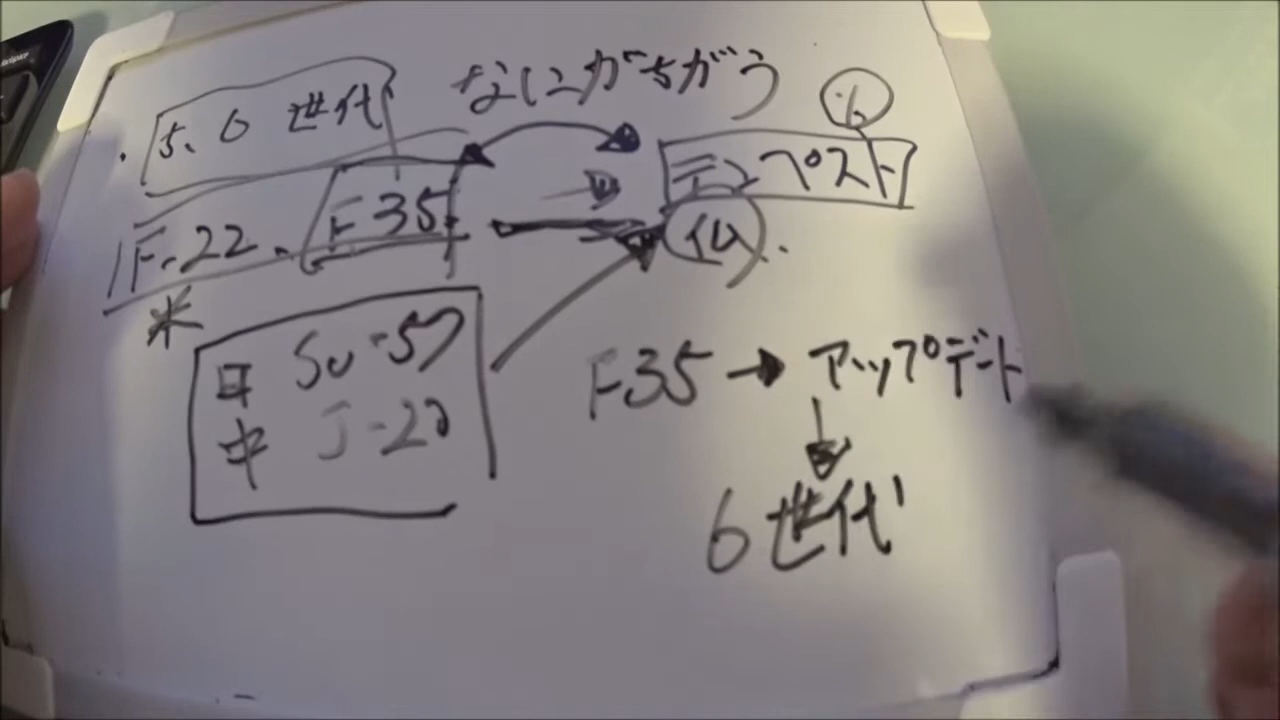 なにがちがう
5、6 世代
6
テンペスト
F-22、F35
仏
米
日 Su-57
中 J-20
F35→アップデート
↓
6世代